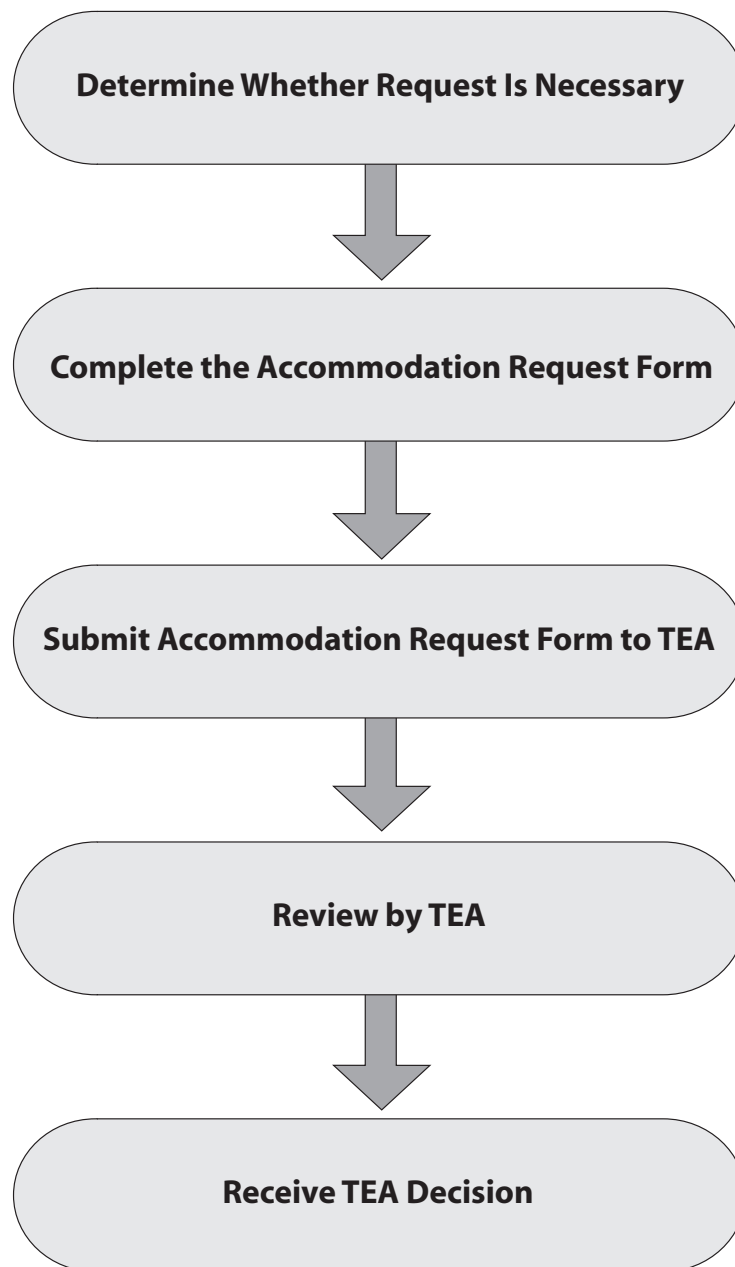 Determine Whether Request Is Necessary
Complete the Accommodation Request Form
Submit Accommodation Request Form to TEA
Review by TEA
Receive TEA Decision